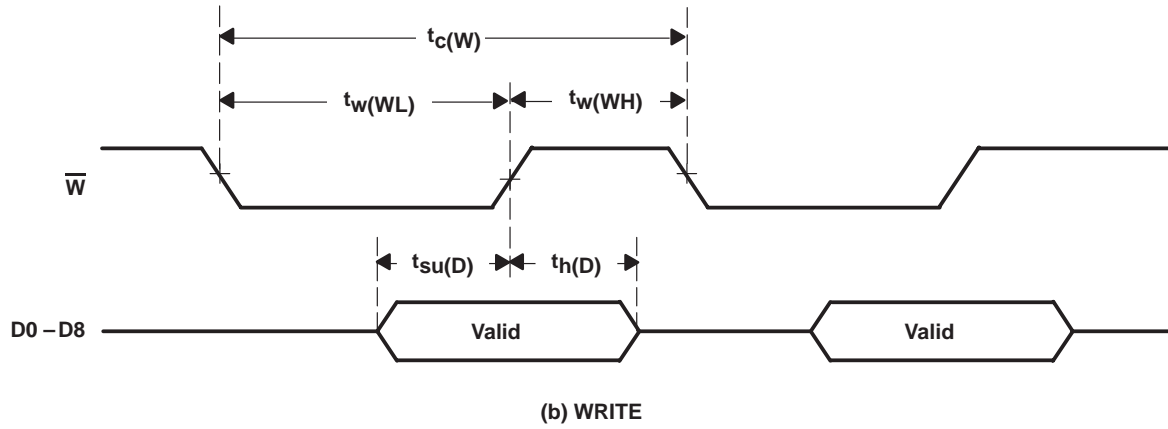 tc(W)
tw(WL)
tw(WH)
W̅
tsu(D)
th(D)
D0 – D8
Valid
Valid
(b) WRITE